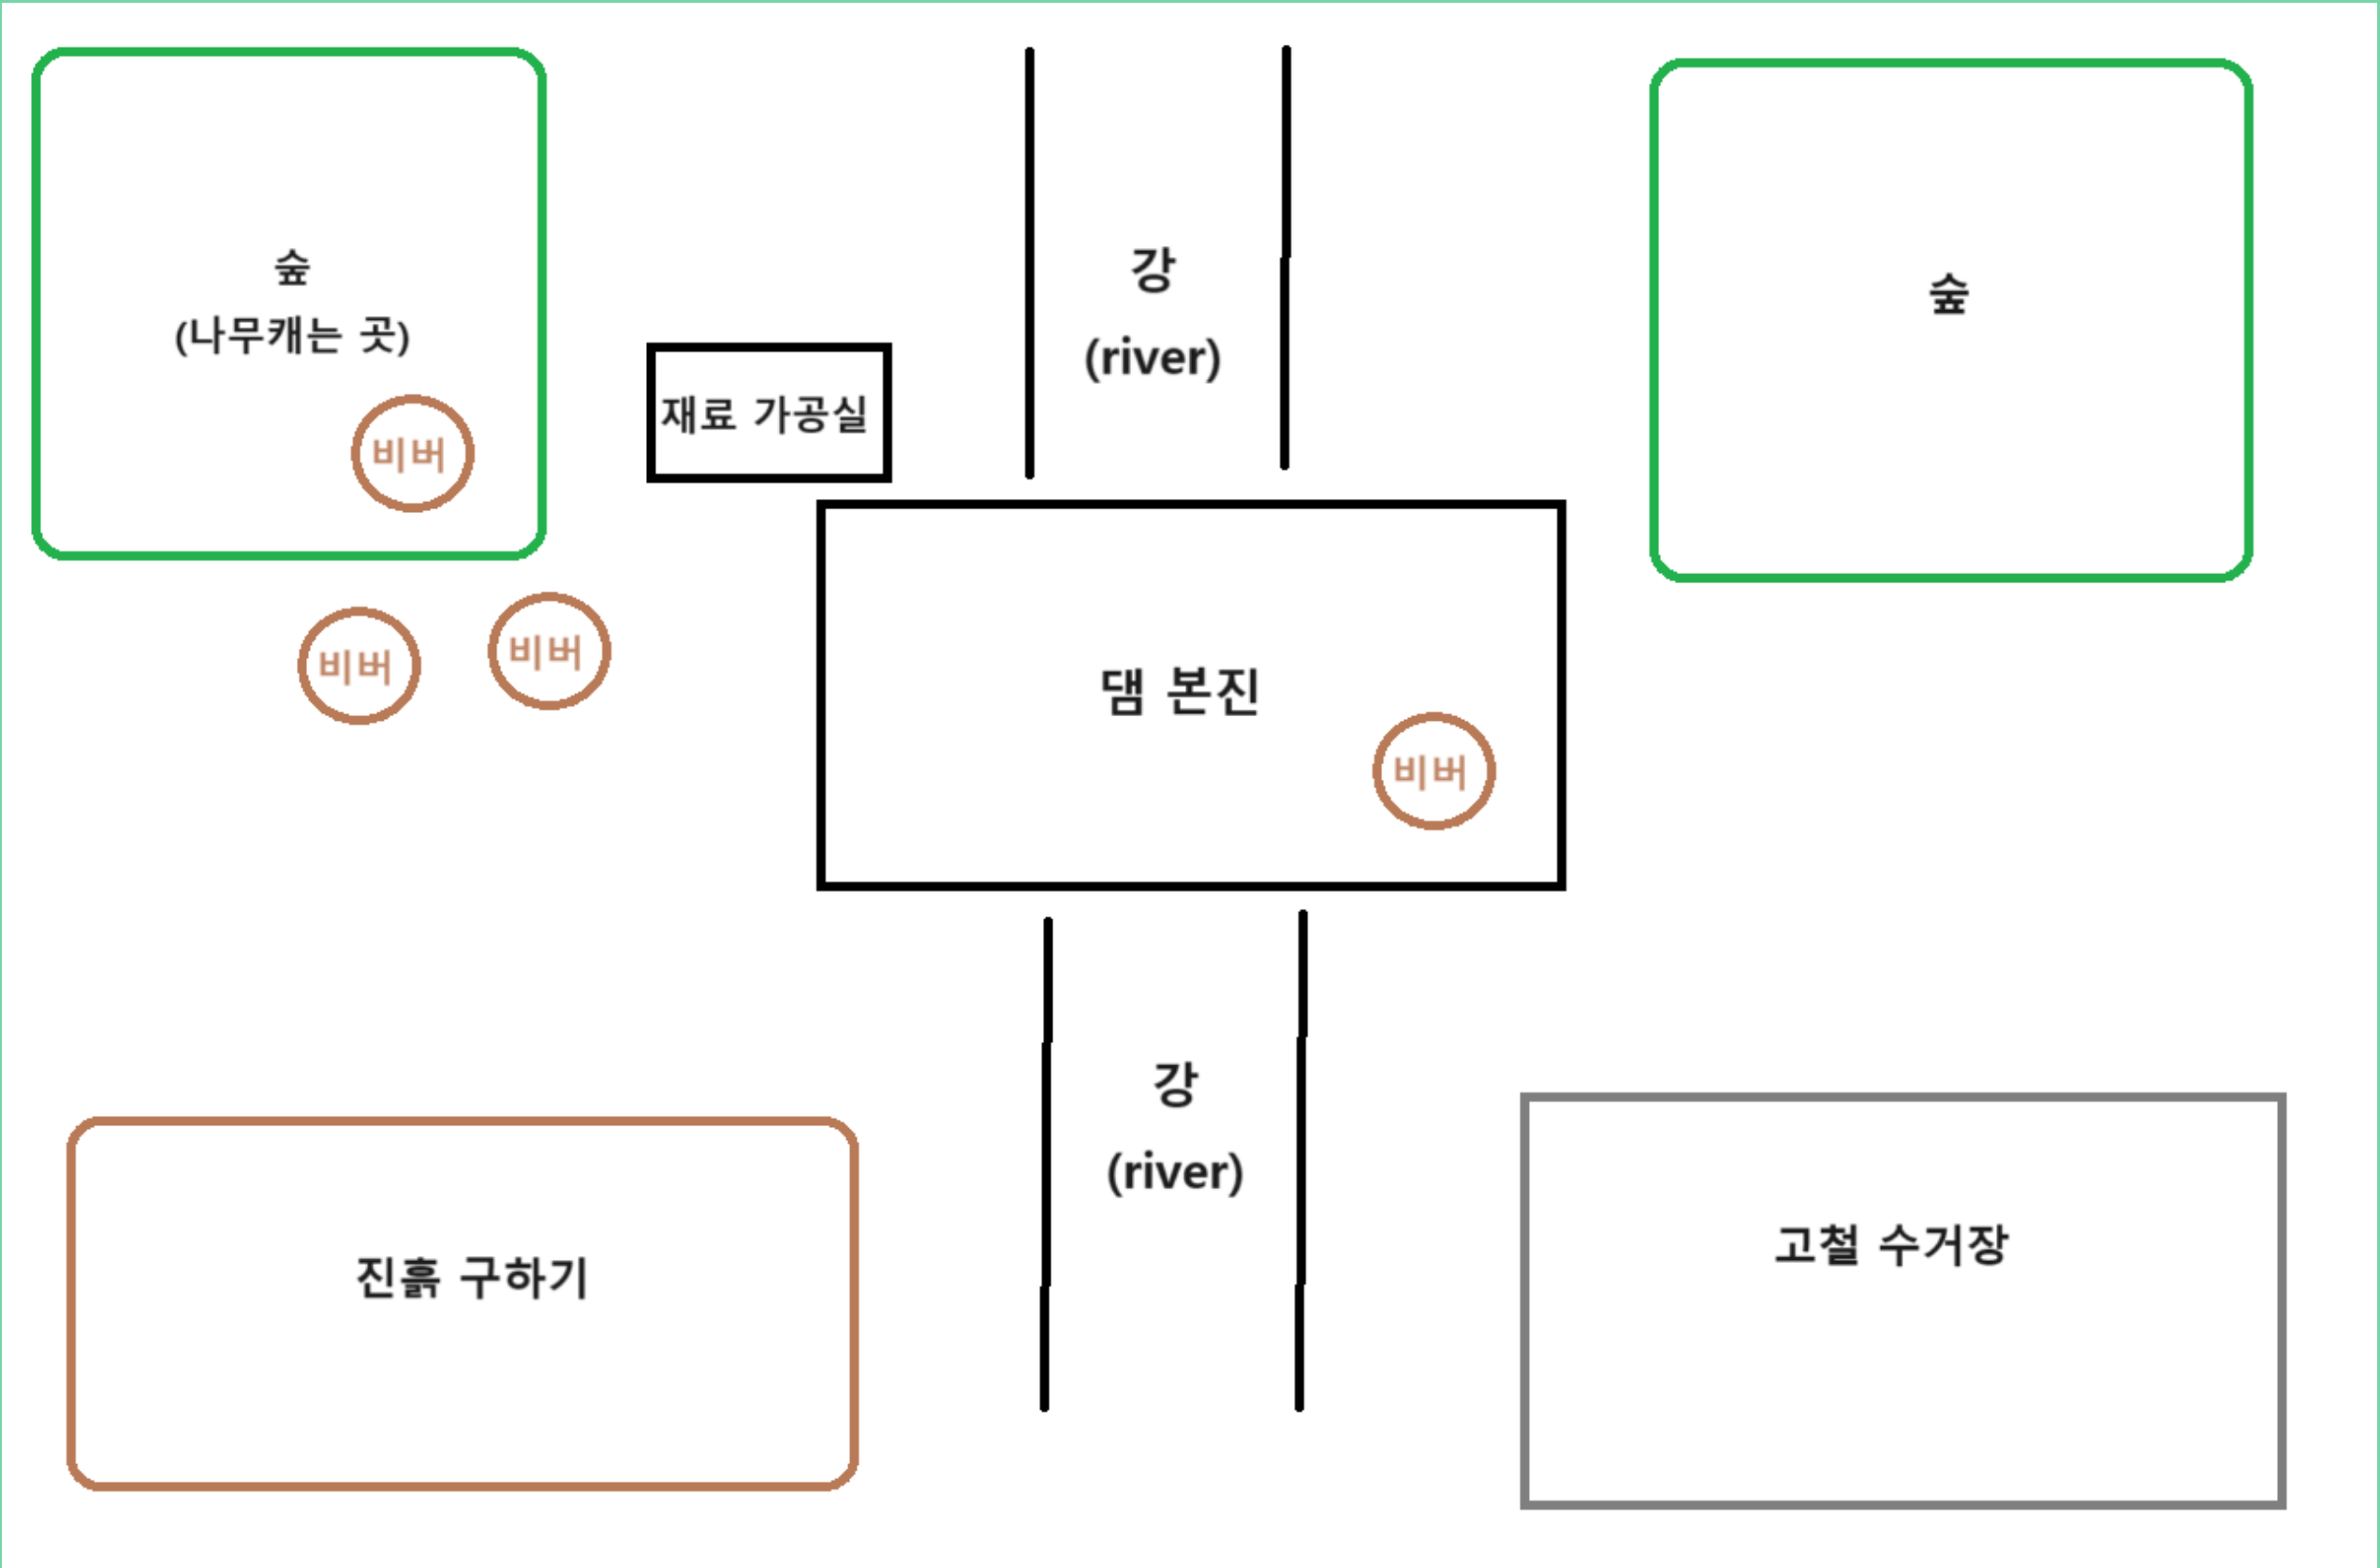 숲
(나무캐는 곳)
비버
재료 가공실
강
(river)
숲
비버
비버
댐 본진
비버
강
(river)
진흙 구하기
고철 수거장